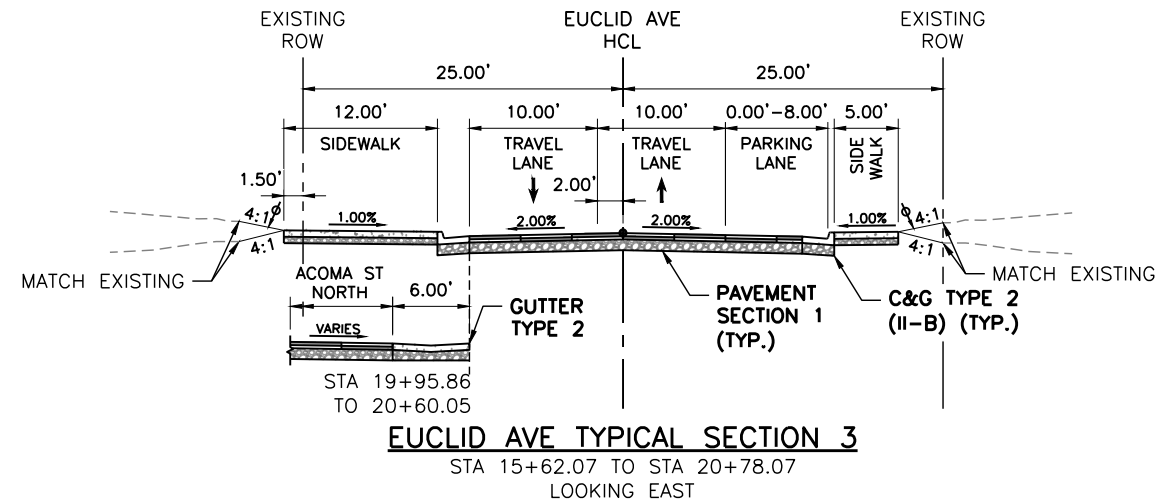 EXISTING
ROW
EUCLID AVE
HCL
EXISTING
ROW
25.00'
25.00'
12.00'
10.00'
10.00'
0.00'-8.00'
5.00'
SIDEWALK
TRAVEL
LANE
TRAVEL
LANE
PARKING
LANE
SIDE
WALK
1.50'
2.00'
4:1
4:1
1.00%
2.00%
2.00%
1.00%
4:1
4:1
MATCH EXISTING
MATCH EXISTING
ACOMA ST
NORTH
6.00'
VARIES
GUTTER
TYPE 2
PAVEMENT
SECTION 1
(TYP.)
C&G TYPE 2
(II-B) (TYP.)
STA 19+95.86
TO 20+60.05
EUCLID AVE TYPICAL SECTION 3
STA 15+62.07 TO STA 20+78.07
LOOKING EAST